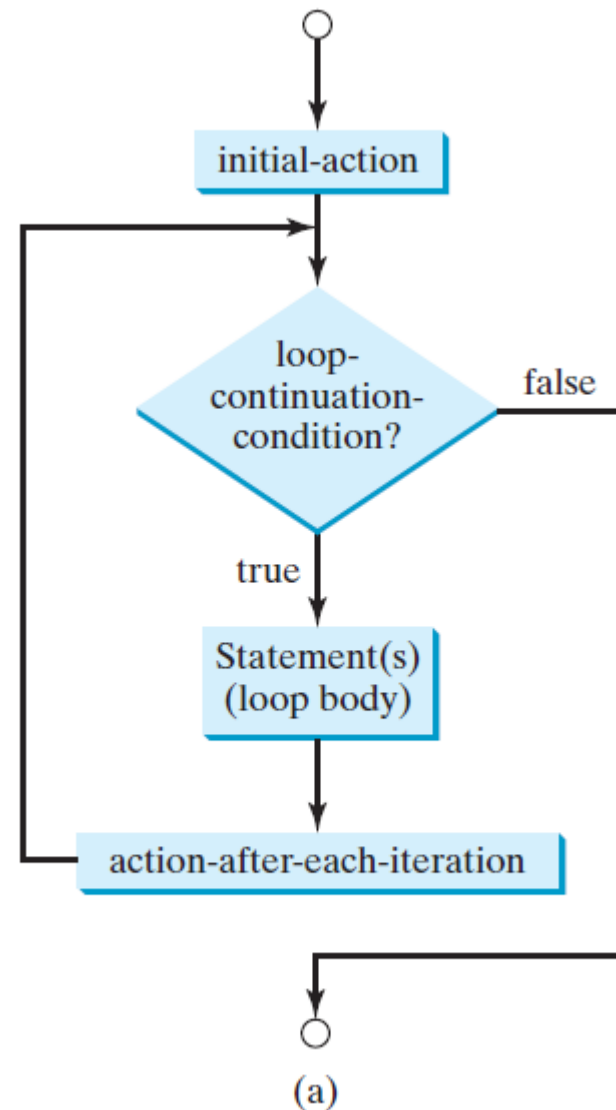 initial-action
loop-
continuation-
condition?
false
true
Statement(s)
(loop body)
action-after-each-iteration
(a)